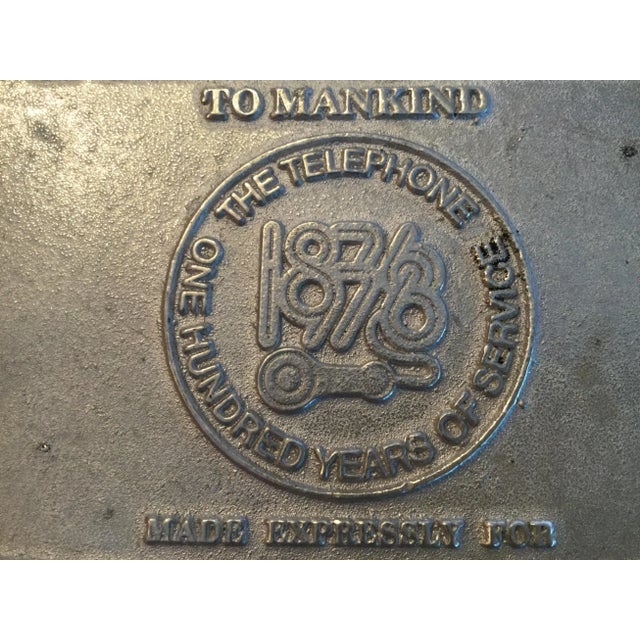 TO MANKIND
THE TELEPHONE
1876
1976
ONE HUNDRED YEARS OF SERVICE
MADE EXPRESSLY FOR